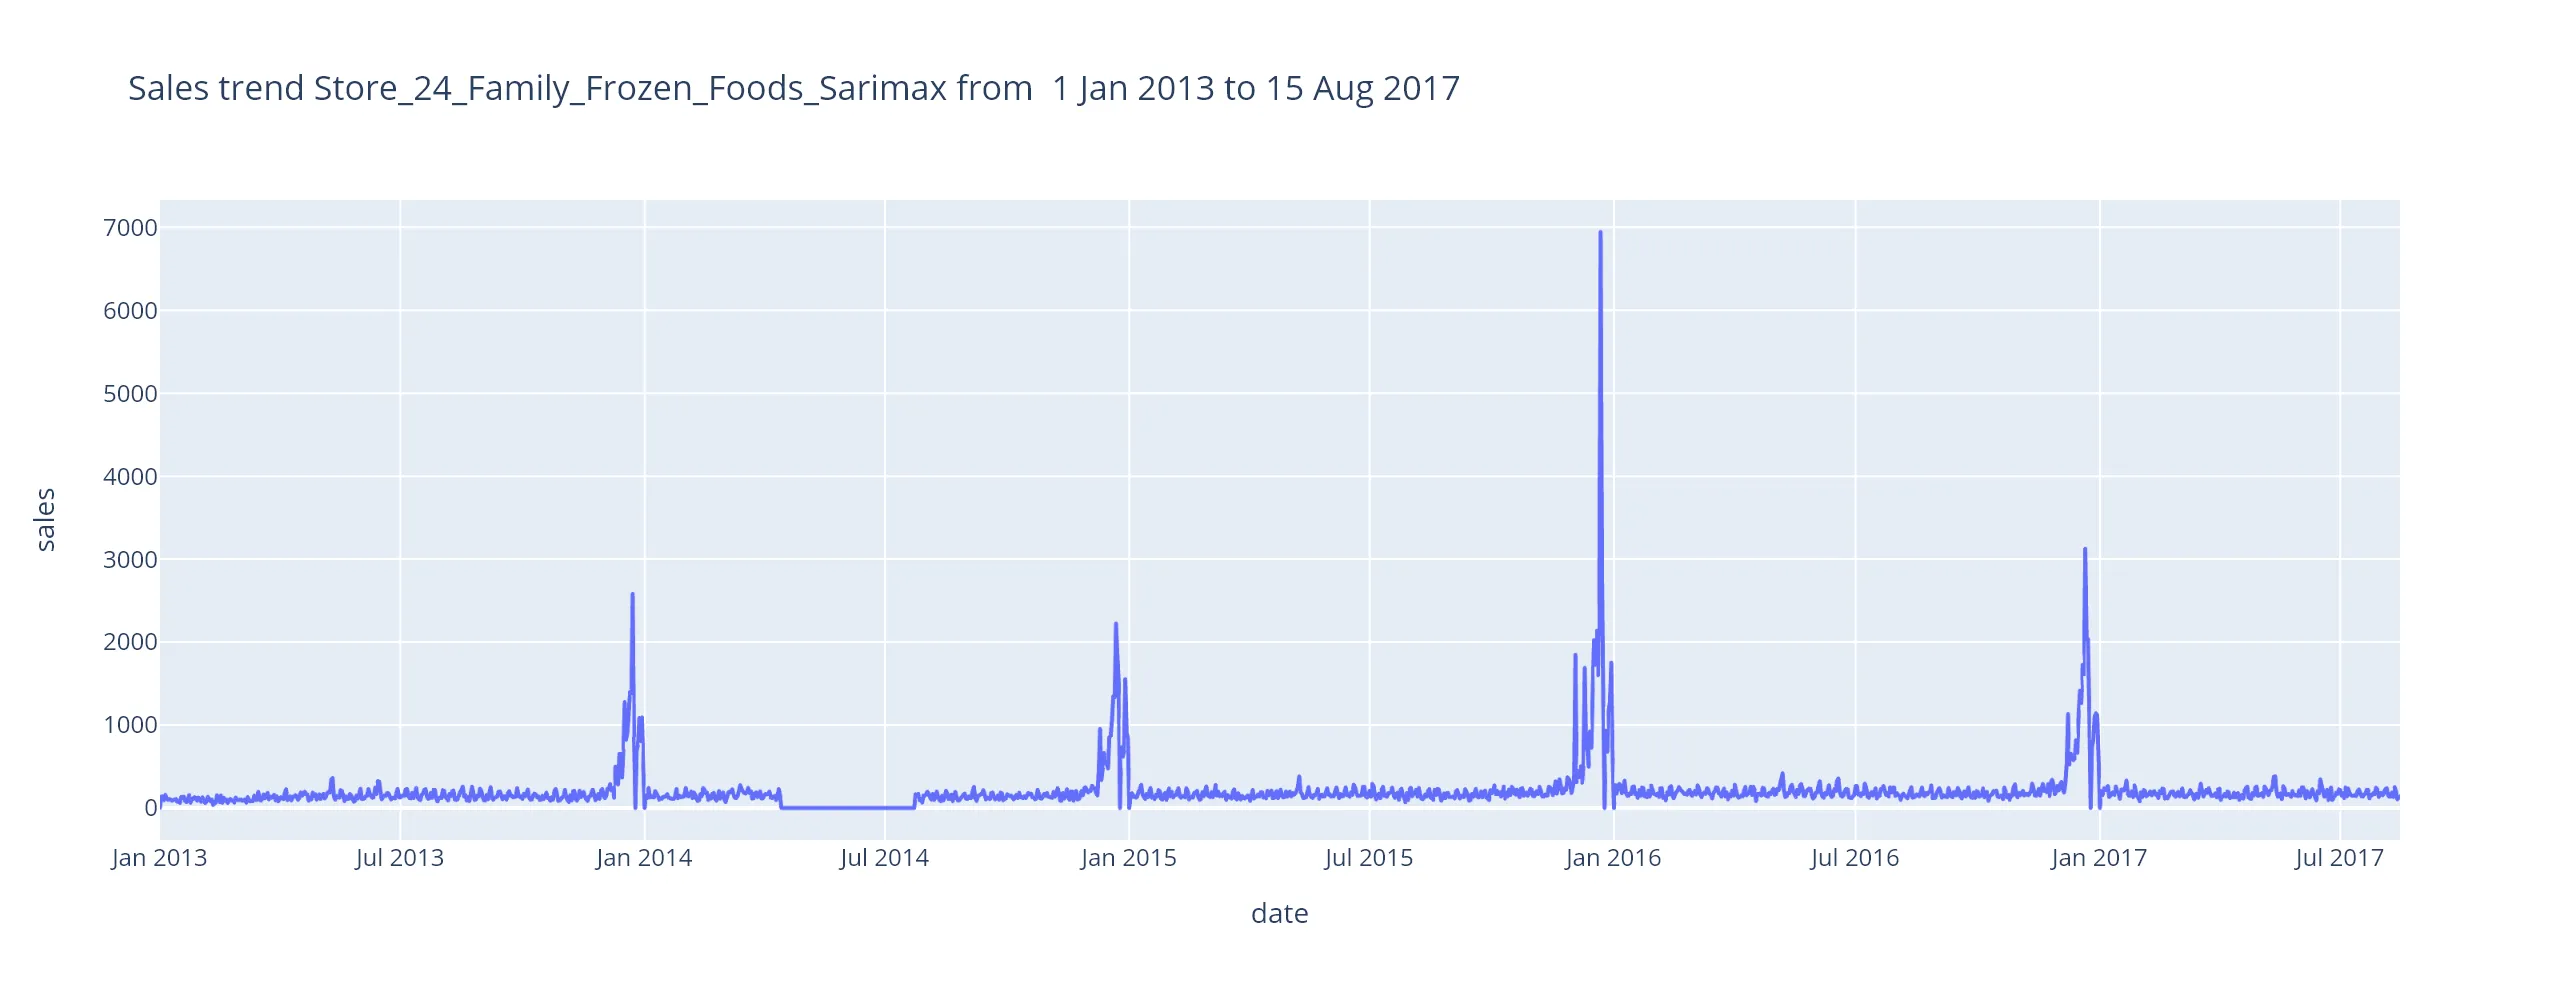 Sales trend Store_24_Family_Frozen_Foods_Sarimax from  1 Jan 2013 to 15 Aug 2017
7000
6000
5000
4000
3000
2000
1000
0
sales
Jan 2013 Jul 2013 Jan 2014 Jul 2014 Jan 2015 Jul 2015 Jan 2016 Jul 2016 Jan 2017 Jul 2017
date